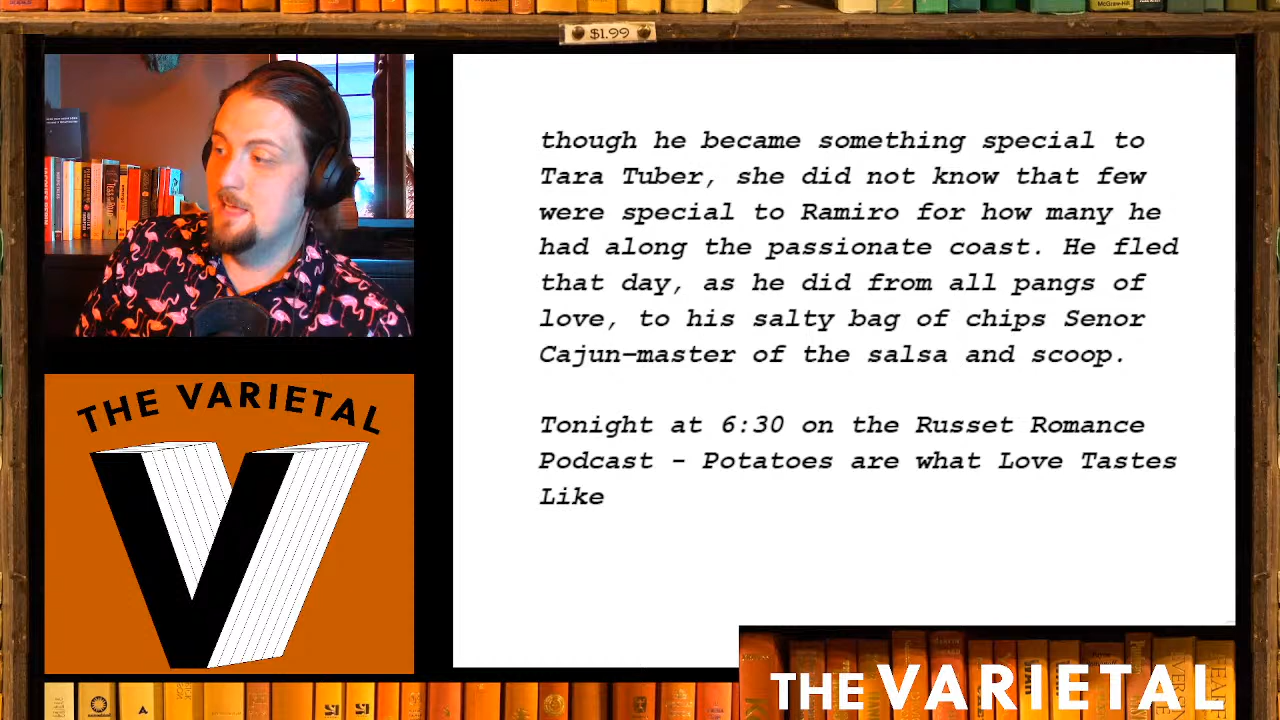 $1.99
McGraw-Hill
though he became something special to
Tara Tuber, she did not know that few
were special to Ramiro for how many he
had along the passionate coast. He fled
that day, as he did from all pangs of
love, to his salty bag of chips Senor
Cajun-master of the salsa and scoop.
Tonight at 6:30 on the Russet Romance
Podcast - Potatoes are what Love Tastes
Like
THE VARIETAL
THE VARIETAL